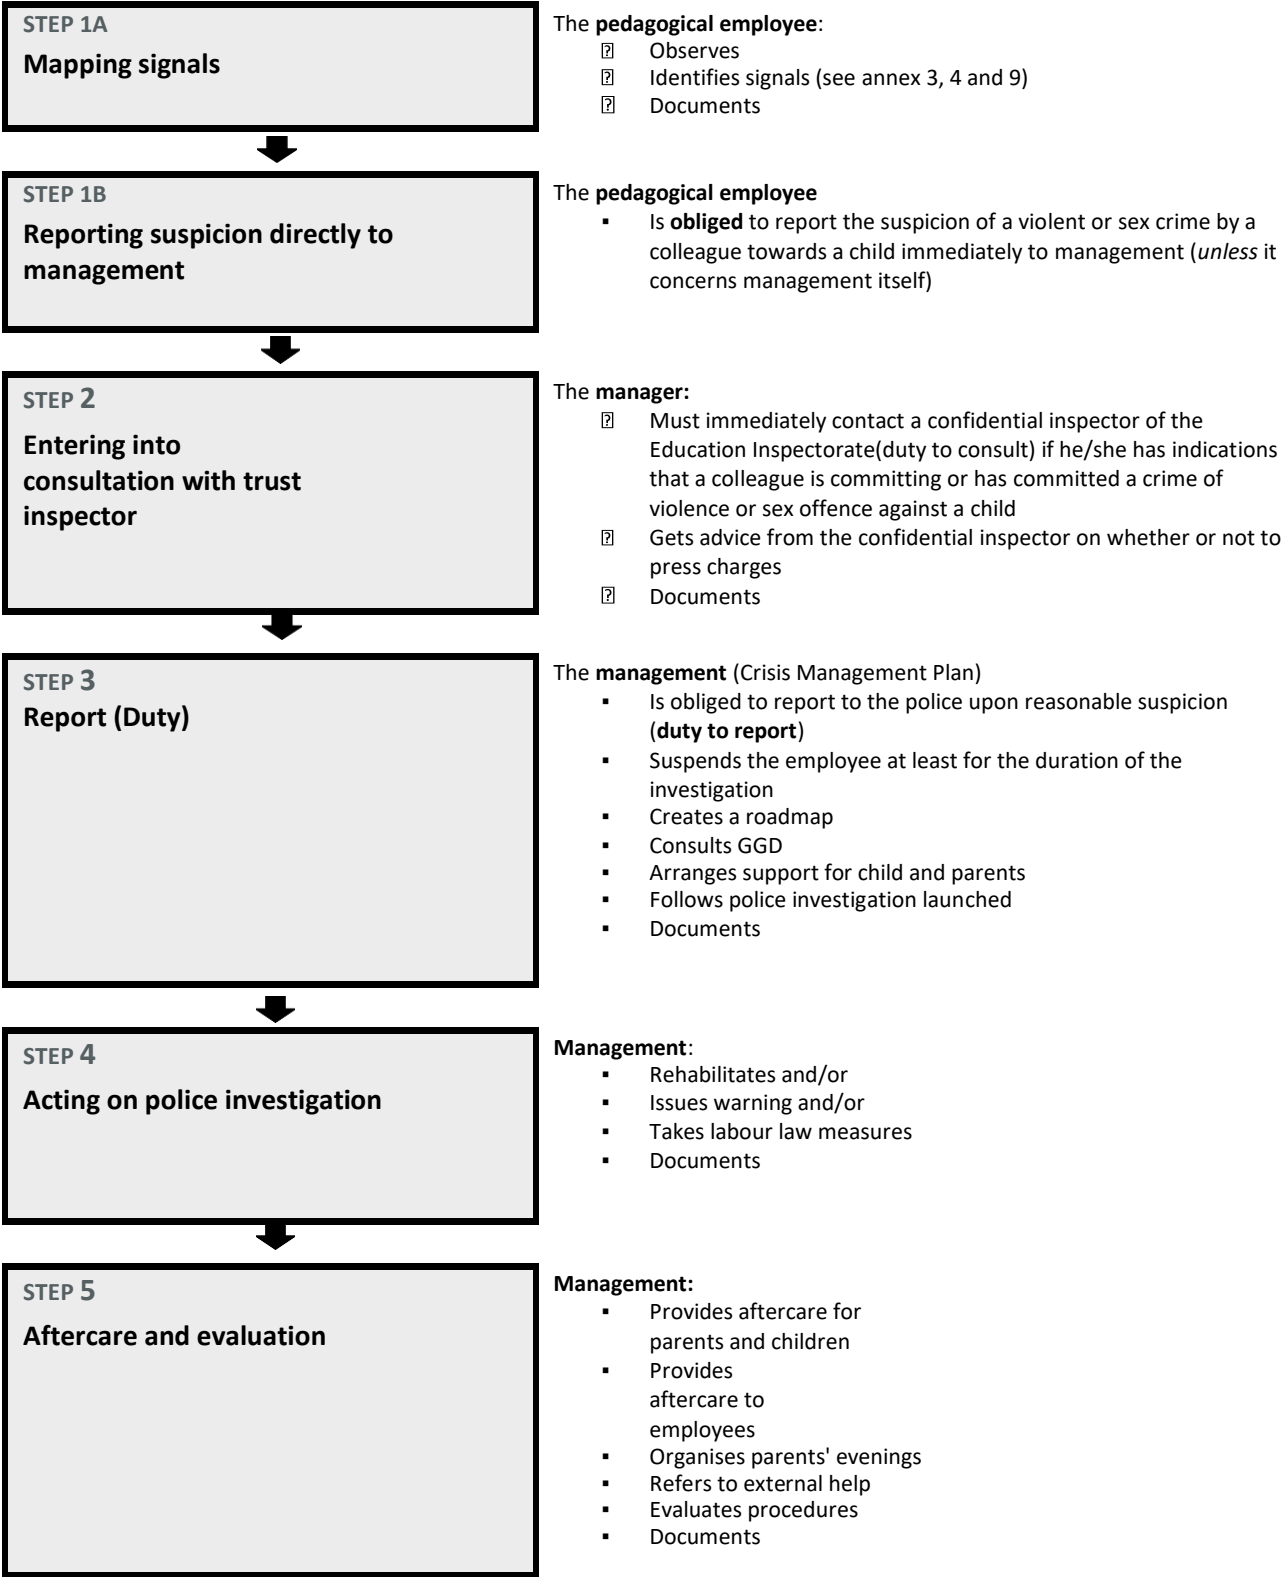 STEP 1A
Mapping signals
The pedagogical employee:
Observes
Identifies signals (see annex 3, 4 and 9)
Documents
STEP 1B
Reporting suspicion directly to
management
The pedagogical employee
▪ Is obliged to report the suspicion of a violent or sex crime by a
colleague towards a child immediately to management (unless it
concerns management itself)
STEP 2
Entering into
consultation with trust
inspector
The manager:
Must immediately contact a confidential inspector of the
Education Inspectorate(duty to consult) if he/she has indications
that a colleague is committing or has committed a crime of
violence or sex offence against a child
Gets advice from the confidential inspector on whether or not to
press charges
Documents
STEP 3
Report (Duty)
The management (Crisis Management Plan)
▪ Is obliged to report to the police upon reasonable suspicion
(duty to report)
▪ Suspends the employee at least for the duration of the
investigation
▪ Creates a roadmap
▪ Consults GGD
▪ Arranges support for child and parents
▪ Follows police investigation launched
▪ Documents
STEP 4
Acting on police investigation
Management:
▪ Rehabilitates and/or
▪ Issues warning and/or
▪ Takes labour law measures
▪ Documents
STEP 5
Aftercare and evaluation
Management:
▪ Provides aftercare for
parents and children
▪ Provides
aftercare to
employees
▪ Organises parents' evenings
▪ Refers to external help
▪ Evaluates procedures
▪ Documents